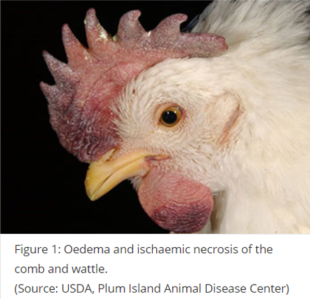 Figure 1: Oedema and ischaemic necrosis of the
comb and wattle.
(Source: USDA, Plum Island Animal Disease Center)